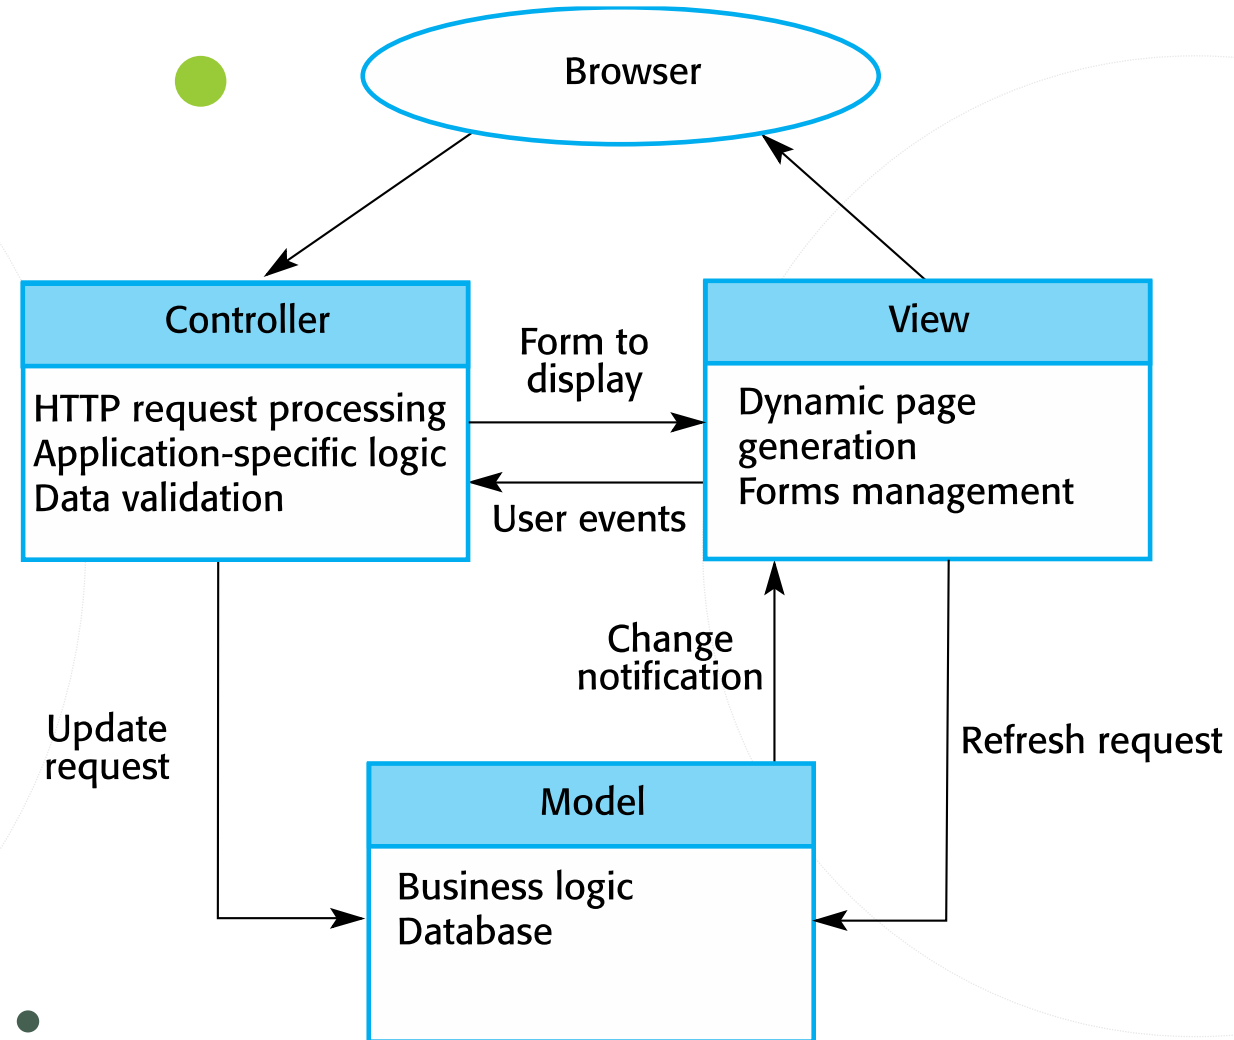 Browser
Controller
HTTP request processing
Application-specific logic
Data validation
Form to
display
User events
View
Dynamic page
generation
Forms management
Update
request
Change
notification
Refresh request
Model
Business logic
Database